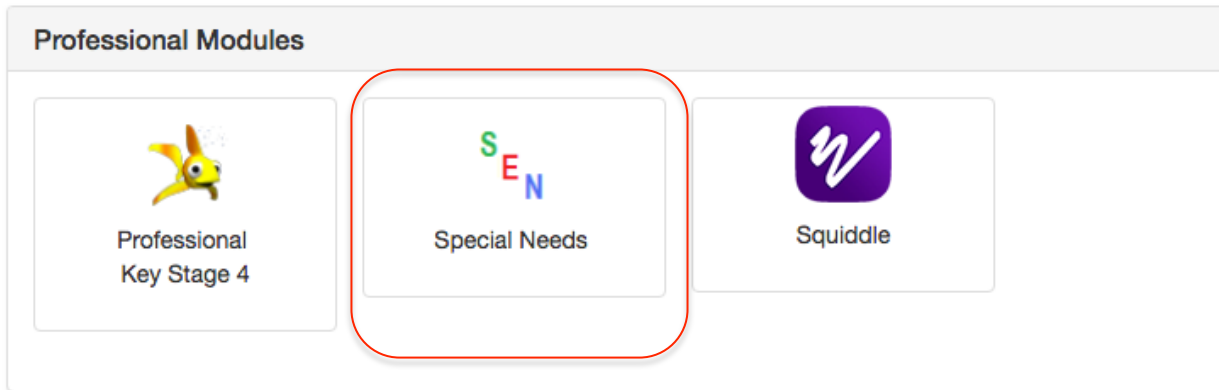 Professional Modules
Professional
Key Stage 4
S
E
N
Special Needs
Squiddle